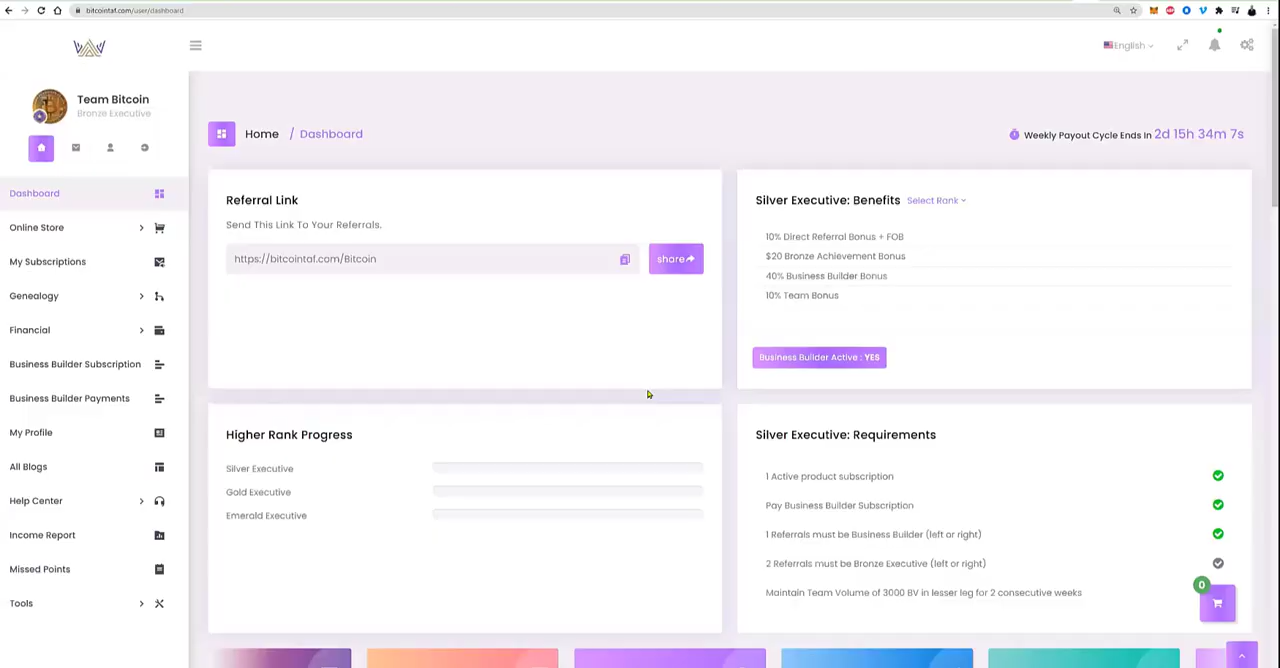 bitcointaf.com/user/dashboard
English
Team Bitcoin
Bronze Executive
Home / Dashboard
Weekly Payout Cycle Ends In 2d 15h 34m 7s
Dashboard
Online Store
My Subscriptions
Genealogy
Financial
Business Builder Subscription
Business Builder Payments
My Profile
All Blogs
Help Center
Income Report
Missed Points
Tools
Referral Link
Send This Link To Your Referrals.
https://bitcointaf.com/Bitcoin
share
Silver Executive: Benefits Select Rank
10% Direct Referral Bonus + FOB
$20 Bronze Achievement Bonus
40% Business Builder Bonus
10% Team Bonus
Business Builder Active : YES
Higher Rank Progress
Silver Executive
Gold Executive
Emerald Executive
Silver Executive: Requirements
1 Active product subscription
Pay Business Builder Subscription
1 Referrals must be Business Builder (left or right)
2 Referrals must be Bronze Executive (left or right)
Maintain Team Volume of 3000 BV in lesser leg for 2 consecutive weeks
0